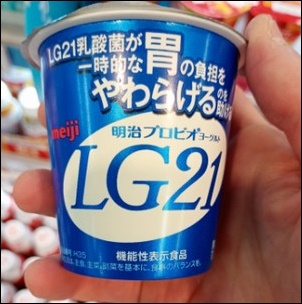 LG21乳酸菌が
一時的な胃の負担を
やわらげるのを
助ける
meiji
明治プロビオヨーグルト
LG21
機能性表示食品